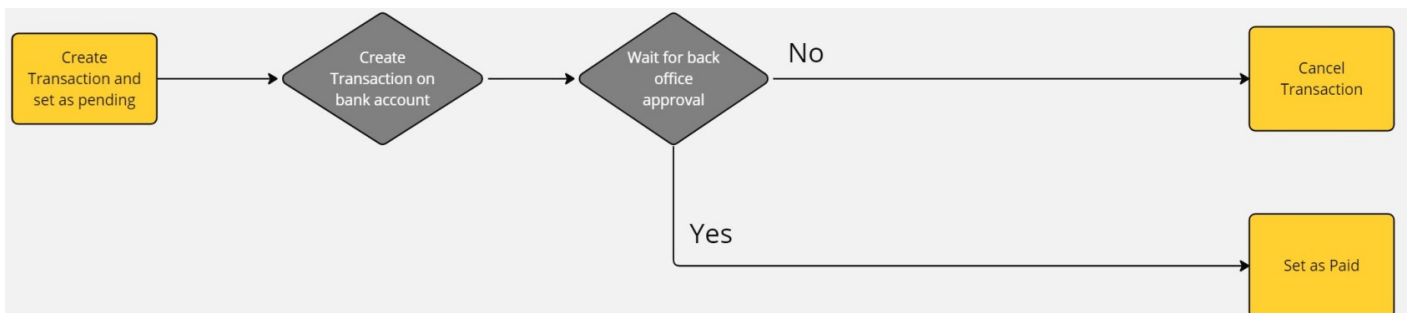 Create
Transaction and
set as pending
Create
Transaction on
bank account
Wait for back
office
approval
No
Cancel
Transaction
Yes
Set as Paid